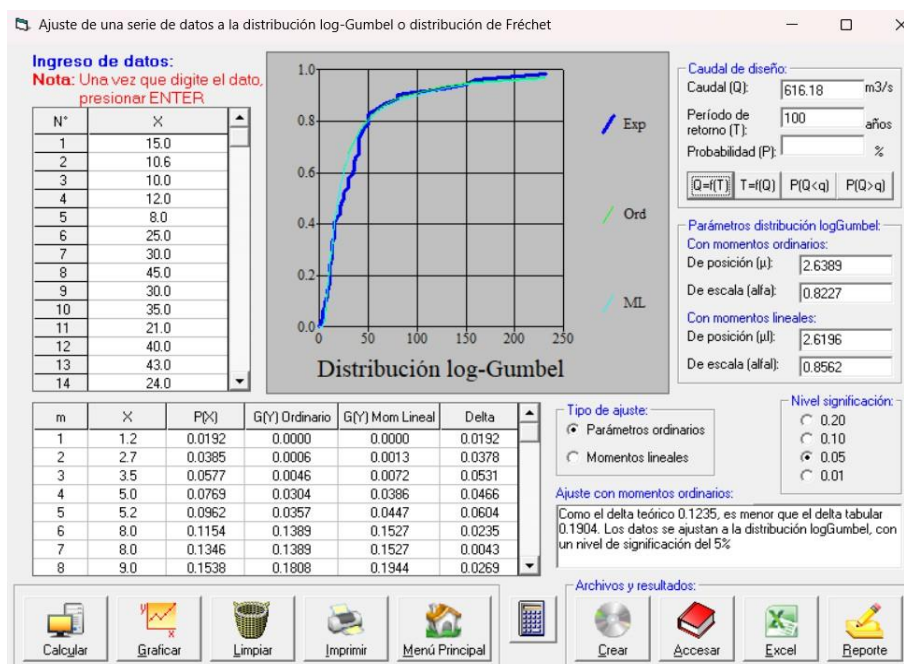 Ajuste de una serie de datos a la distribución log-Gumbel o distribución de Fréchet
Ingreso de datos:
Nota: Una vez que digite el dato,
presionar ENTER
N° X
1 15.0
2 10.6
3 10.0
4 12.0
5 8.0
6 25.0
7 30.0
8 45.0
9 30.0
10 35.0
11 21.0
12 40.0
13 43.0
14 24.0
1.0
0.8
0.6
0.4
0.2
0.0
0 50 100 150 200 250
Exp
Ord
ML
Distribución log-Gumbel
Caudal de diseño:
Caudal (Q): 616.18 m3/s
Período de
retorno (T): 100 años
Probabilidad (P): %
Q=f(T) T=f(Q) P(Q<q) P(Q>q)
Parámetros distribución logGumbel:
Con momentos ordinarios:
De posición (µ): 2.6389
De escala (alfa): 0.8227
Con momentos lineales:
De posición (µl): 2.6196
De escala (alfal): 0.8562
m X P(X) G(Y) Ordinario G(Y) Mom Lineal Delta
1 1.2 0.0192 0.0000 0.0000 0.0192
2 2.7 0.0385 0.0006 0.0013 0.0378
3 3.5 0.0577 0.0046 0.0072 0.0531
4 5.0 0.0769 0.0304 0.0386 0.0466
5 5.2 0.0962 0.0357 0.0447 0.0604
6 8.0 0.1154 0.1389 0.1527 0.0235
7 8.0 0.1346 0.1389 0.1527 0.0043
8 9.0 0.1538 0.1808 0.1944 0.0269
Tipo de ajuste:
Parámetros ordinarios
Momentos lineales
Nivel significación:
0.20
0.10
0.05
0.01
Ajuste con momentos ordinarios:
Como el delta teórico 0.1235, es menor que el delta tabular
0.1904. Los datos se ajustan a la distribución logGumbel, con
un nivel de significación del 5%
Calcular Graficar Limpiar Imprimir Menú Principal
Archivos y resultados:
Crear Accesar Excel Reporte